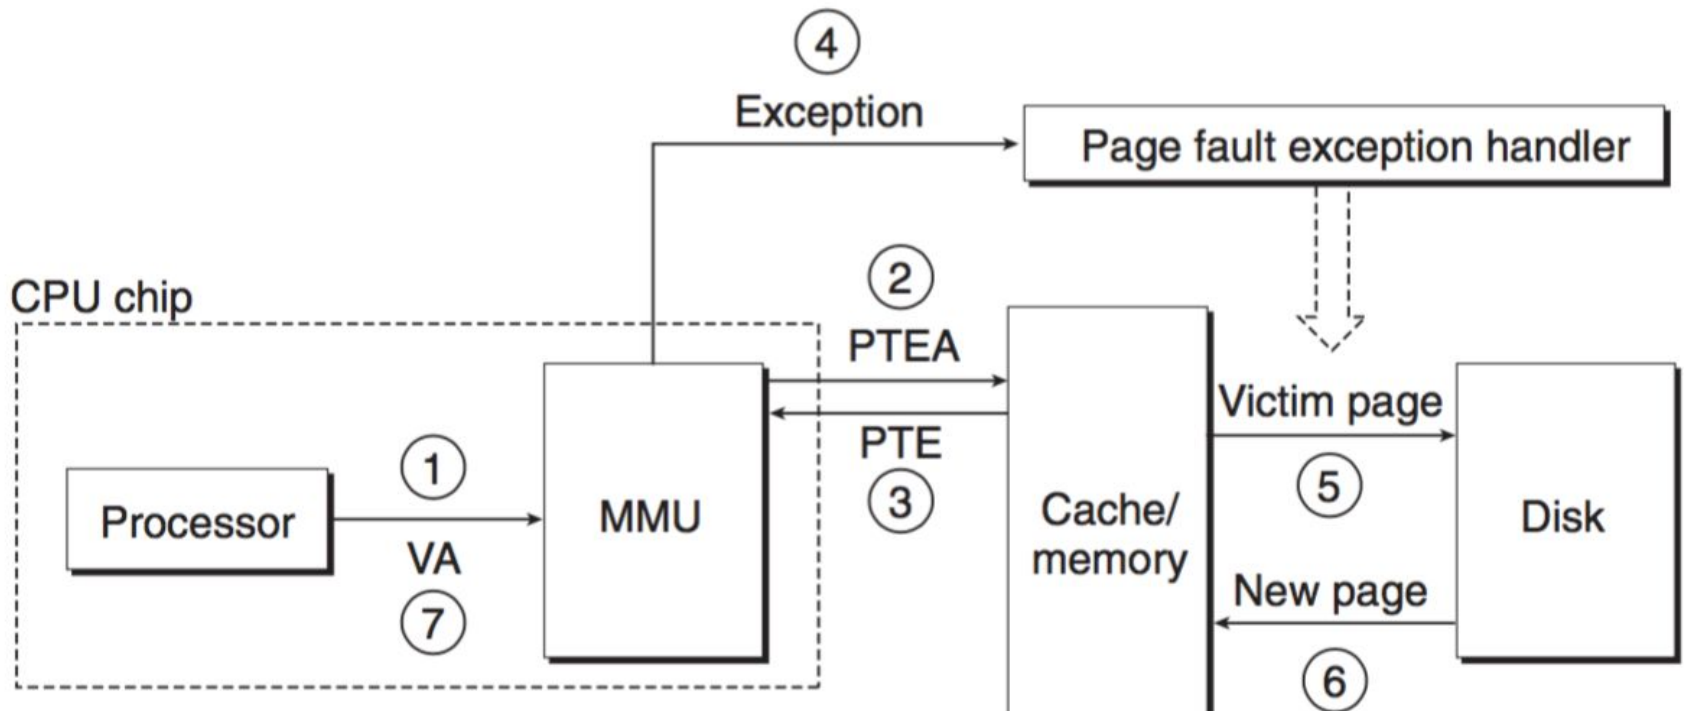 4
Exception
Page fault exception handler
2
CPU chip
PTEA
Victim page
1
PTE
Processor
MMU
3
Cache/
memory
5
Disk
VA
New page
7
6